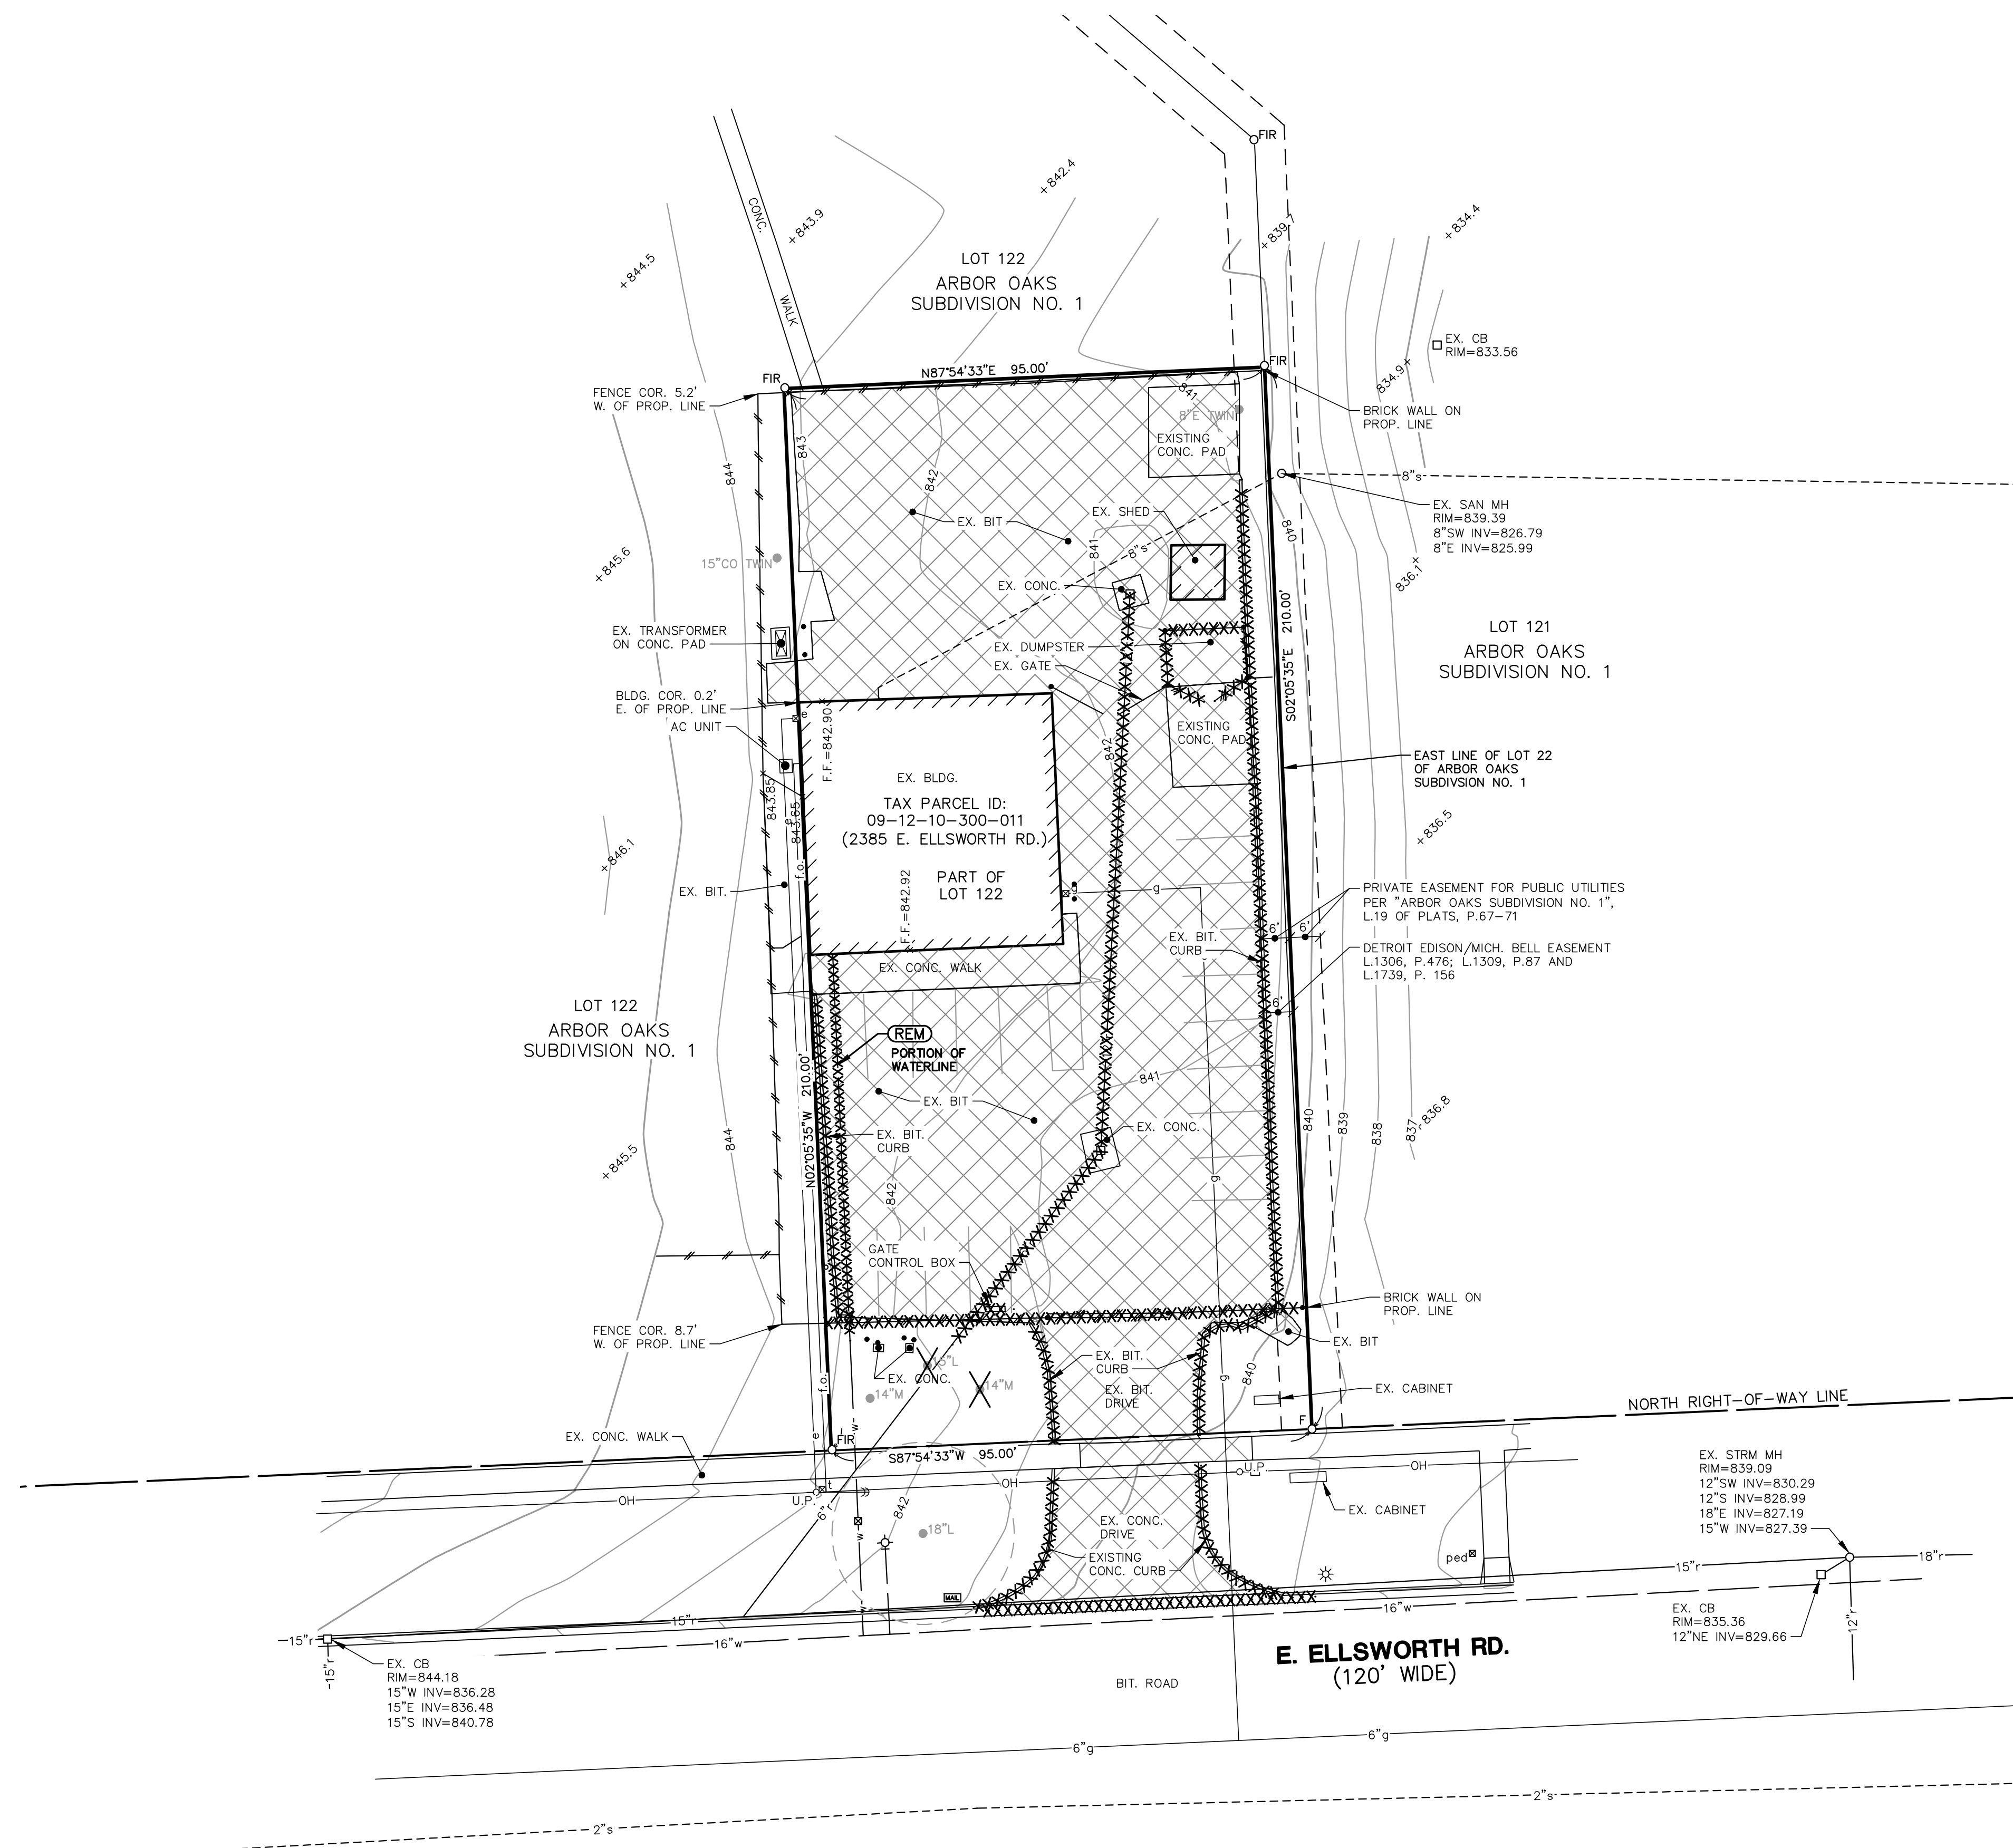 FIR
+842.4
CONC.
WALK
+843.9
+839.7
+834.4
+844.5
LOT 122
ARBOR OAKS
SUBDIVISION NO. 1
EX. CB
RIM=833.56
FIR
FIR
N87°54'33"E 95.00'
FENCE COR. 5.2'
W. OF PROP. LINE
834.9
841
8"E TWIN
BRICK WALL ON
PROP. LINE
EXISTING
CONC. PAD
843
844
842
8"s
EX. SAN MH
RIM=839.39
8"SW INV=826.79
8"E INV=825.99
EX. BIT
EX. SHED
840
841
8"s
15"CO TWIN
+845.6
836.1
EX. CONC.
S02°05'35"E 210.00'
EX. TRANSFORMER
ON CONC. PAD
EX. DUMPSTER
EX. GATE
LOT 121
ARBOR OAKS
SUBDIVISION NO. 1
BLDG. COR. 0.2'
E. OF PROP. LINE
AC UNIT
e
F.F.=842.90
842
EXISTING
CONC. PAD
EAST LINE OF LOT 22
OF ARBOR OAKS
SUBDIVSION NO. 1
EX. BLDG.
843.85
843.65
e
TAX PARCEL ID:
09-12-10-300-011
(2385 E. ELLSWORTH RD.)
+836.5
+846.1
f.o.
F.F.=842.92
PART OF
LOT 122
EX. BIT.
g
g
PRIVATE EASEMENT FOR PUBLIC UTILITIES
PER "ARBOR OAKS SUBDIVISION NO. 1",
L.19 OF PLATS, P.67-71
6'
6'
EX. BIT.
CURB
DETROIT EDISON/MICH. BELL EASEMENT
L.1306, P.476; L.1309, P.87 AND
L.1739, P. 156
EX. CONC. WALK
6'
LOT 122
ARBOR OAKS
SUBDIVISION NO. 1
REM
PORTION OF
WATERLINE
N02°05'35"W 210.00'
841
EX. BIT
840
839
838
837
836.8
844
EX. BIT.
CURB
EX. CONC.
+845.5
842
g
GATE
CONTROL BOX
BRICK WALL ON
PROP. LINE
FENCE COR. 8.7'
W. OF PROP. LINE
EX. BIT
15"L
EX. CONC.
14"M
14"M
EX. BIT.
CURB
EX. BIT.
DRIVE
g
840
EX. CABINET
f.o.
NORTH RIGHT-OF-WAY LINE
EX. CONC. WALK
e
w
FIR
F
S87°54'33"W 95.00'
OH
U.P.
t
OH
U.P.
OH
6"r
842
EX. CABINET
EX. STRM MH
RIM=839.09
12"SW INV=830.29
12"S INV=828.99
18"E INV=827.19
15"W INV=827.39
18"L
w
EX. CONC.
DRIVE
EXISTING
CONC. CURB
ped
15"r
18"r
MAIL
w
15"r
15"r
16"w
16"w
EX. CB
RIM=835.36
12"NE INV=829.66
12"r
E. ELLSWORTH RD.
(120' WIDE)
EX. CB
RIM=844.18
15"W INV=836.28
15"E INV=836.48
15"S INV=840.78
15"r
BIT. ROAD
6"g
6"g
2"s
2"s